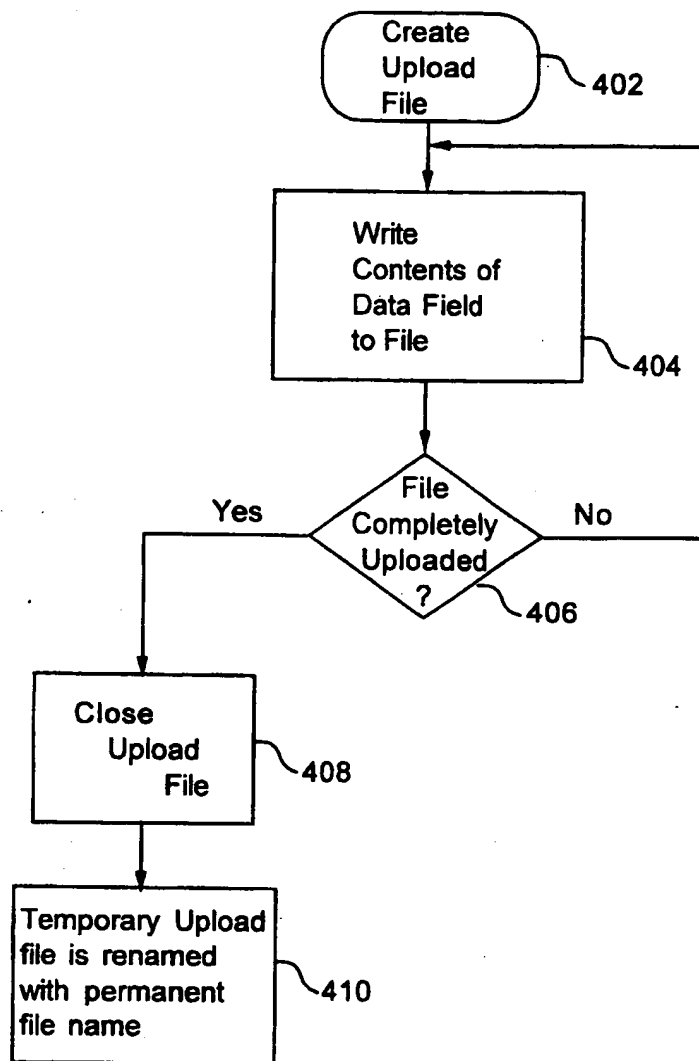 Create
Upload
File
402
Write
Contents of
Data Field
to File
404
File
Completely
Uploaded
?
406
Yes
No
Close
Upload
File
408
Temporary Upload
file is renamed
with permanent
file name
410